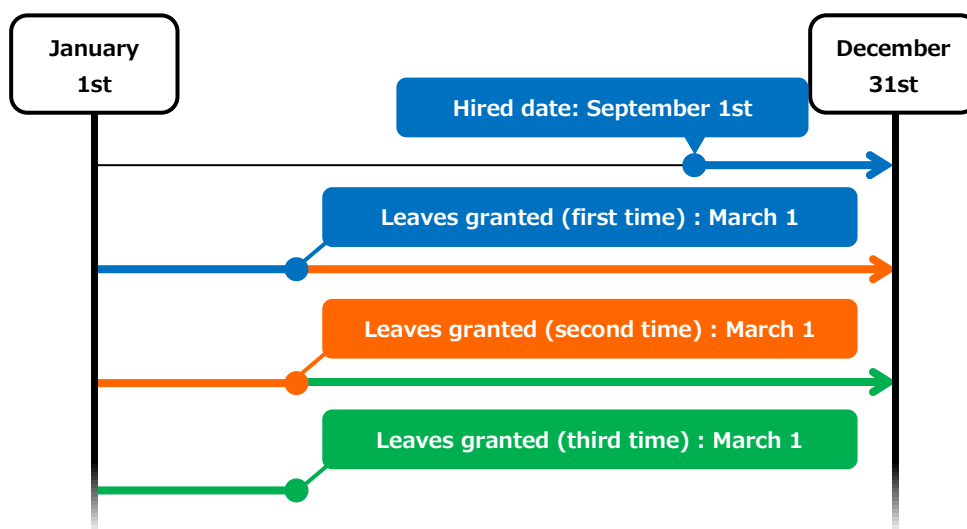 January
1st
December
31st
Hired date: September 1st
Leaves granted (first time) : March 1
Leaves granted (second time) : March 1
Leaves granted (third time) : March 1